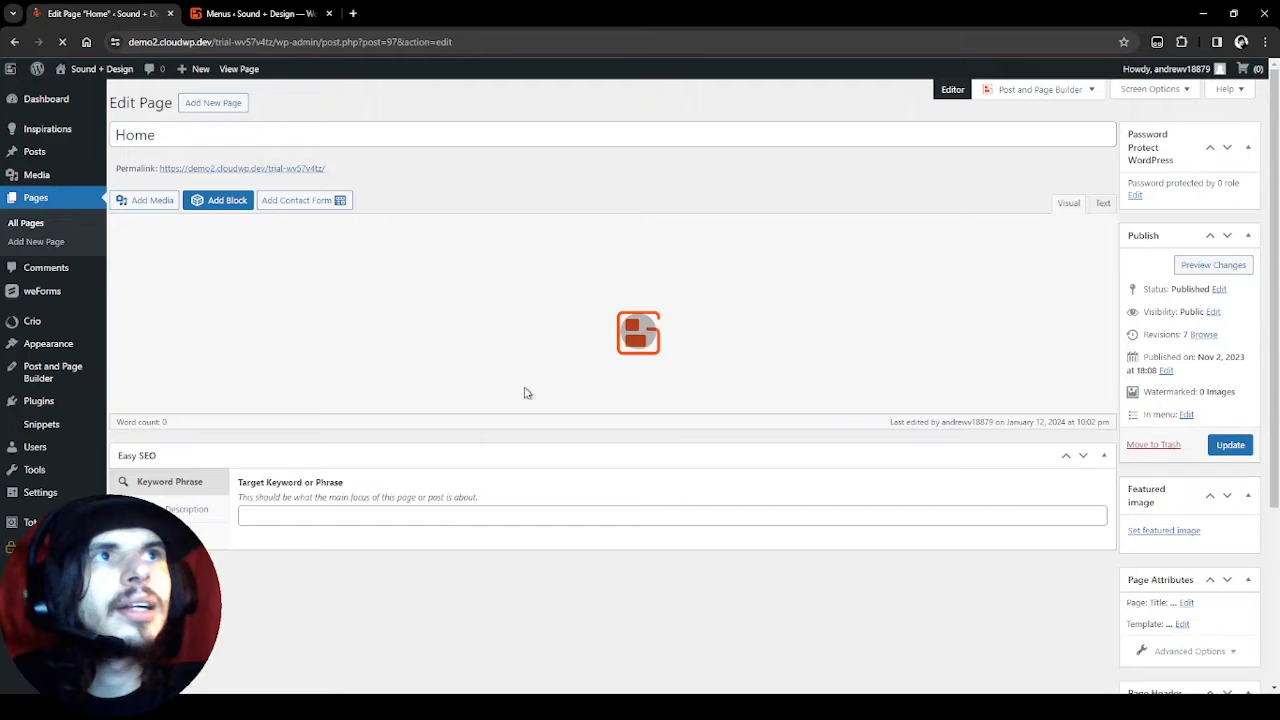 Edit Page "Home" ‹ Sound + De
Menus ‹ Sound + Design — Wo
demo2.cloudwp.dev/trial-wv57v4tz/wp-admin/post.php?post=97&action=edit
Sound + Design 0 New View Page Howdy, andrewv18879 (0)
Edit Page Add New Page
Editor Post and Page Builder Screen Options Help
Home
Permalink: https://demo2.cloudwp.dev/trial-wv57v4tz/
Add Media Add Block Add Contact Form
Visual Text
Word count: 0 Last edited by andrewv18879 on January 12, 2024 at 10:02 pm
Easy SEO
Keyword Phrase
Description
Target Keyword or Phrase
This should be what the main focus of this page or post is about.
Dashboard
Inspirations
Posts
Media
Pages
All Pages
Add New Page
Comments
weForms
Crio
Appearance
Post and Page
Builder
Plugins
Snippets
Users
Tools
Settings
Password
Protect
WordPress
Password protected by 0 role
Edit
Publish
Preview Changes
Status: Published Edit
Visibility: Public Edit
Revisions: 7 Browse
Published on: Nov 2, 2023
at 18:08 Edit
Watermarked: 0 Images
In menu: Edit
Move to Trash Update
Featured
image
Set featured image
Page Attributes
Page: Title: ... Edit
Template: ... Edit
Advanced Options
Page Header